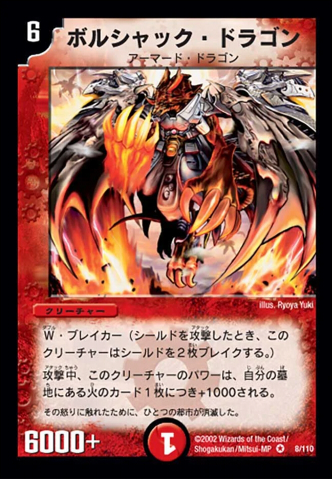 6
ボルシャック・ドラゴン
アーマード・ドラゴン
illus. Ryoya Yuki
クリーチャー
W・ブレイカー（シールドを攻撃したとき、この
クリーチャーはシールドを２枚ブレイクする。）
攻撃中、このクリーチャーのパワーは、自分の墓
地にある火のカード１枚につき+1000される。
その怒りに触れたために、ひとつの都市が消滅した。
6000+
1
©2002 Wizards of the Coast/
Shogakukan/Mitsui-MP 8/110